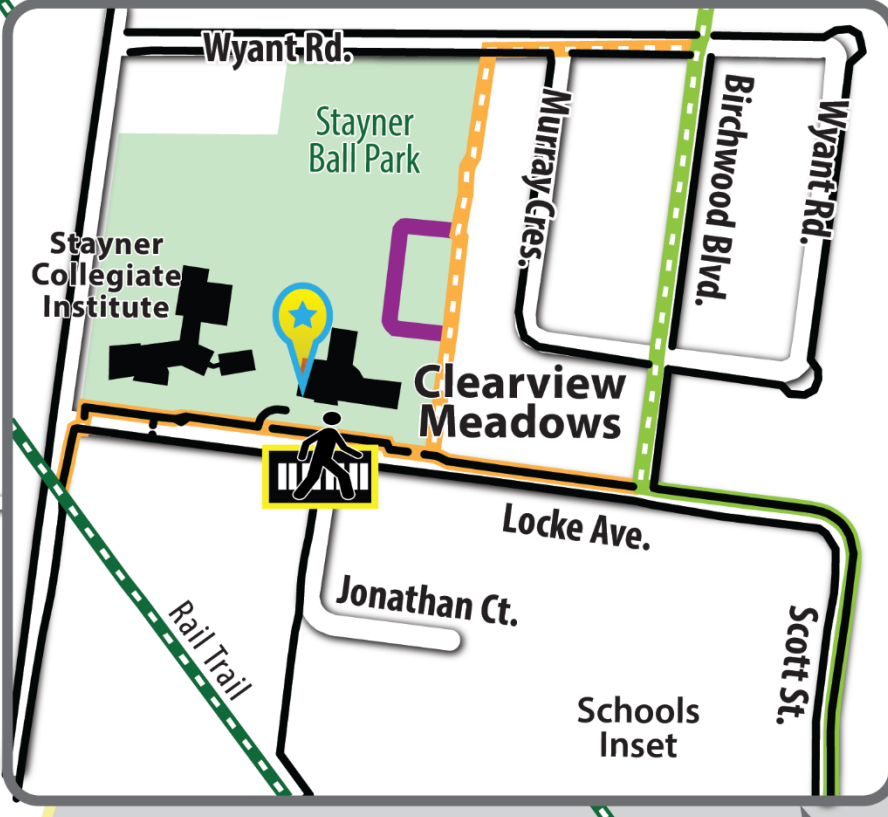 Wyant Rd.
Stayner
Ball Park
Murray Cres.
Birchwood Blvd.
Wyant Rd.
Stayner
Collegiate
Institute
Clearview
Meadows
Locke Ave.
Jonathan Ct.
Rail Trail
Scott St.
Schools
Inset